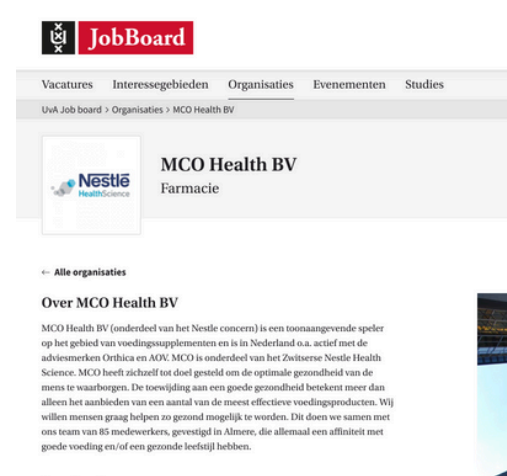 JobBoard
Vacatures Interessegebieden Organisaties Evenementen Studies
UvA Job board > Organisaties > MCO Health BV
Nestlé
HealthScience
MCO Health BV
Farmacie
← Alle organisaties
Over MCO Health BV
MCO Health BV (onderdeel van het Nestle concern) is een toonaangevende speler
op het gebied van voedingssupplementen en is in Nederland o.a. actief met de
adviesmerken Orthica en AOV. MCO is onderdeel van het Zwitserse Nestle Health
Science. MCO heeft zichzelf tot doel gesteld om de optimale gezondheid van de
mens te waarborgen. De toewijding aan een goede gezondheid betekent meer dan
alleen het aanbieden van een aantal van de meest effectieve voedingsproducten. Wij
willen mensen graag helpen zo gezond mogelijk te worden. Dit doen we samen met
ons team van 85 medewerkers, gevestigd in Almere, die allemaal een affiniteit met
goede voeding en/of een gezonde leefstijl hebben.